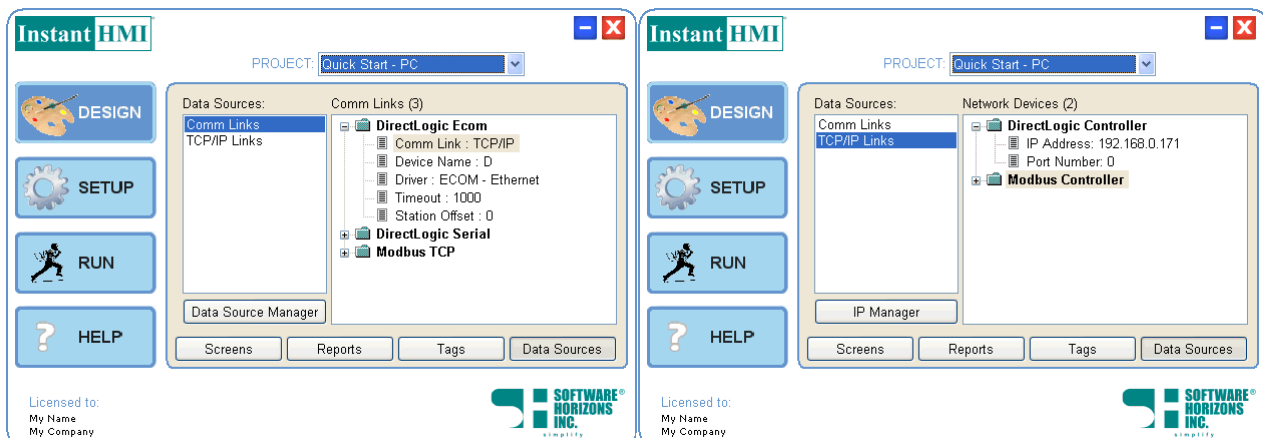 Instant HMI
PROJECT: Quick Start - PC
DESIGN
SETUP
RUN
HELP
Data Sources:
Comm Links
TCP/IP Links
Data Source Manager
Comm Links (3)
DirectLogic Ecom
Comm Link : TCP/IP
Device Name : D
Driver : ECOM - Ethernet
Timeout : 1000
Station Offset : 0
DirectLogic Serial
Modbus TCP
Screens
Reports
Tags
Data Sources
Licensed to:
My Name
My Company
SOFTWARE®
HORIZONS
INC.
simplify
Instant HMI
PROJECT: Quick Start - PC
DESIGN
SETUP
RUN
HELP
Data Sources:
Comm Links
TCP/IP Links
IP Manager
Network Devices (2)
DirectLogic Controller
IP Address: 192.168.0.171
Port Number: 0
Modbus Controller
Screens
Reports
Tags
Data Sources
Licensed to:
My Name
My Company
SOFTWARE®
HORIZONS
INC.
simplify